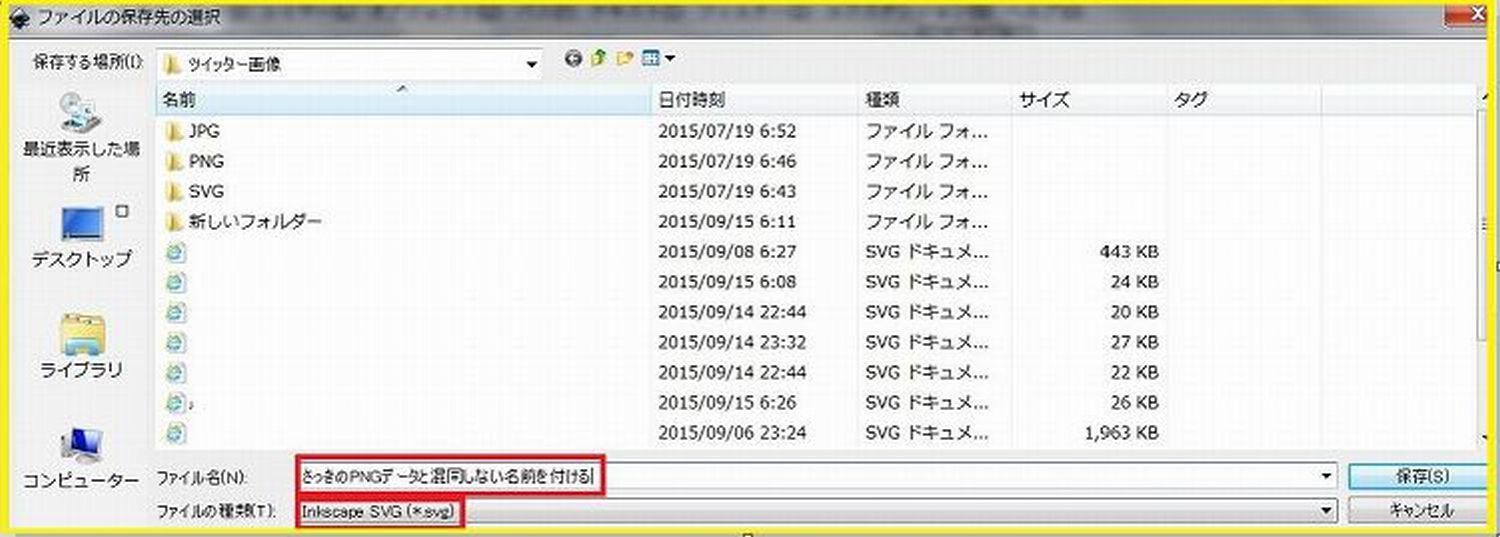 ファイルの保存先の選択
保存する場所(I):
ツイッター画像
名前 日付時刻 種類 サイズ タグ
最近表示した場所
デスクトップ
ライブラリ
コンピューター
JPG 2015/07/19 6:52 ファイル フォ...
PNG 2015/07/19 6:46 ファイル フォ...
SVG 2015/07/19 6:43 ファイル フォ...
新しいフォルダー 2015/09/15 6:11 ファイル フォ...
2015/09/08 6:27 SVG ドキュメ... 443 KB
2015/09/15 6:08 SVG ドキュメ... 24 KB
2015/09/14 22:44 SVG ドキュメ... 20 KB
2015/09/14 23:32 SVG ドキュメ... 27 KB
2015/09/14 22:44 SVG ドキュメ... 22 KB
2015/09/15 6:26 SVG ドキュメ... 26 KB
2015/09/06 23:24 SVG ドキュメ... 1,963 KB
ファイル名(N): さっきのPNGデータと混同しない名前を付ける 保存(S)
ファイルの種類(T): Inkscape SVG (*.svg) キャンセル